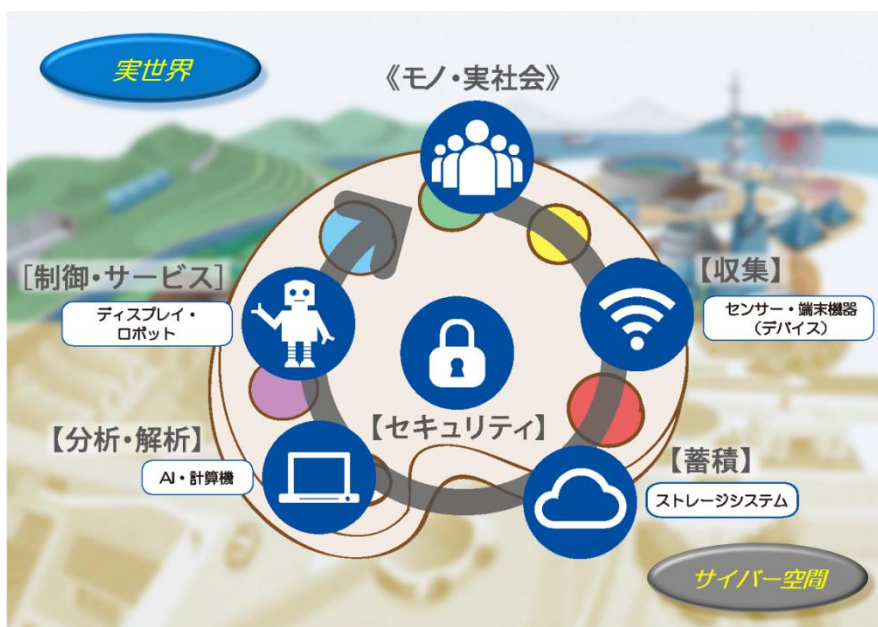 実世界
《モノ・実社会》
[制御・サービス]
ディスプレイ・
ロボット
【収集】
センサー・端末機器
（デバイス）
【セキュリティ】
【分析・解析】
AI・計算機
【蓄積】
ストレージシステム
サイバー空間